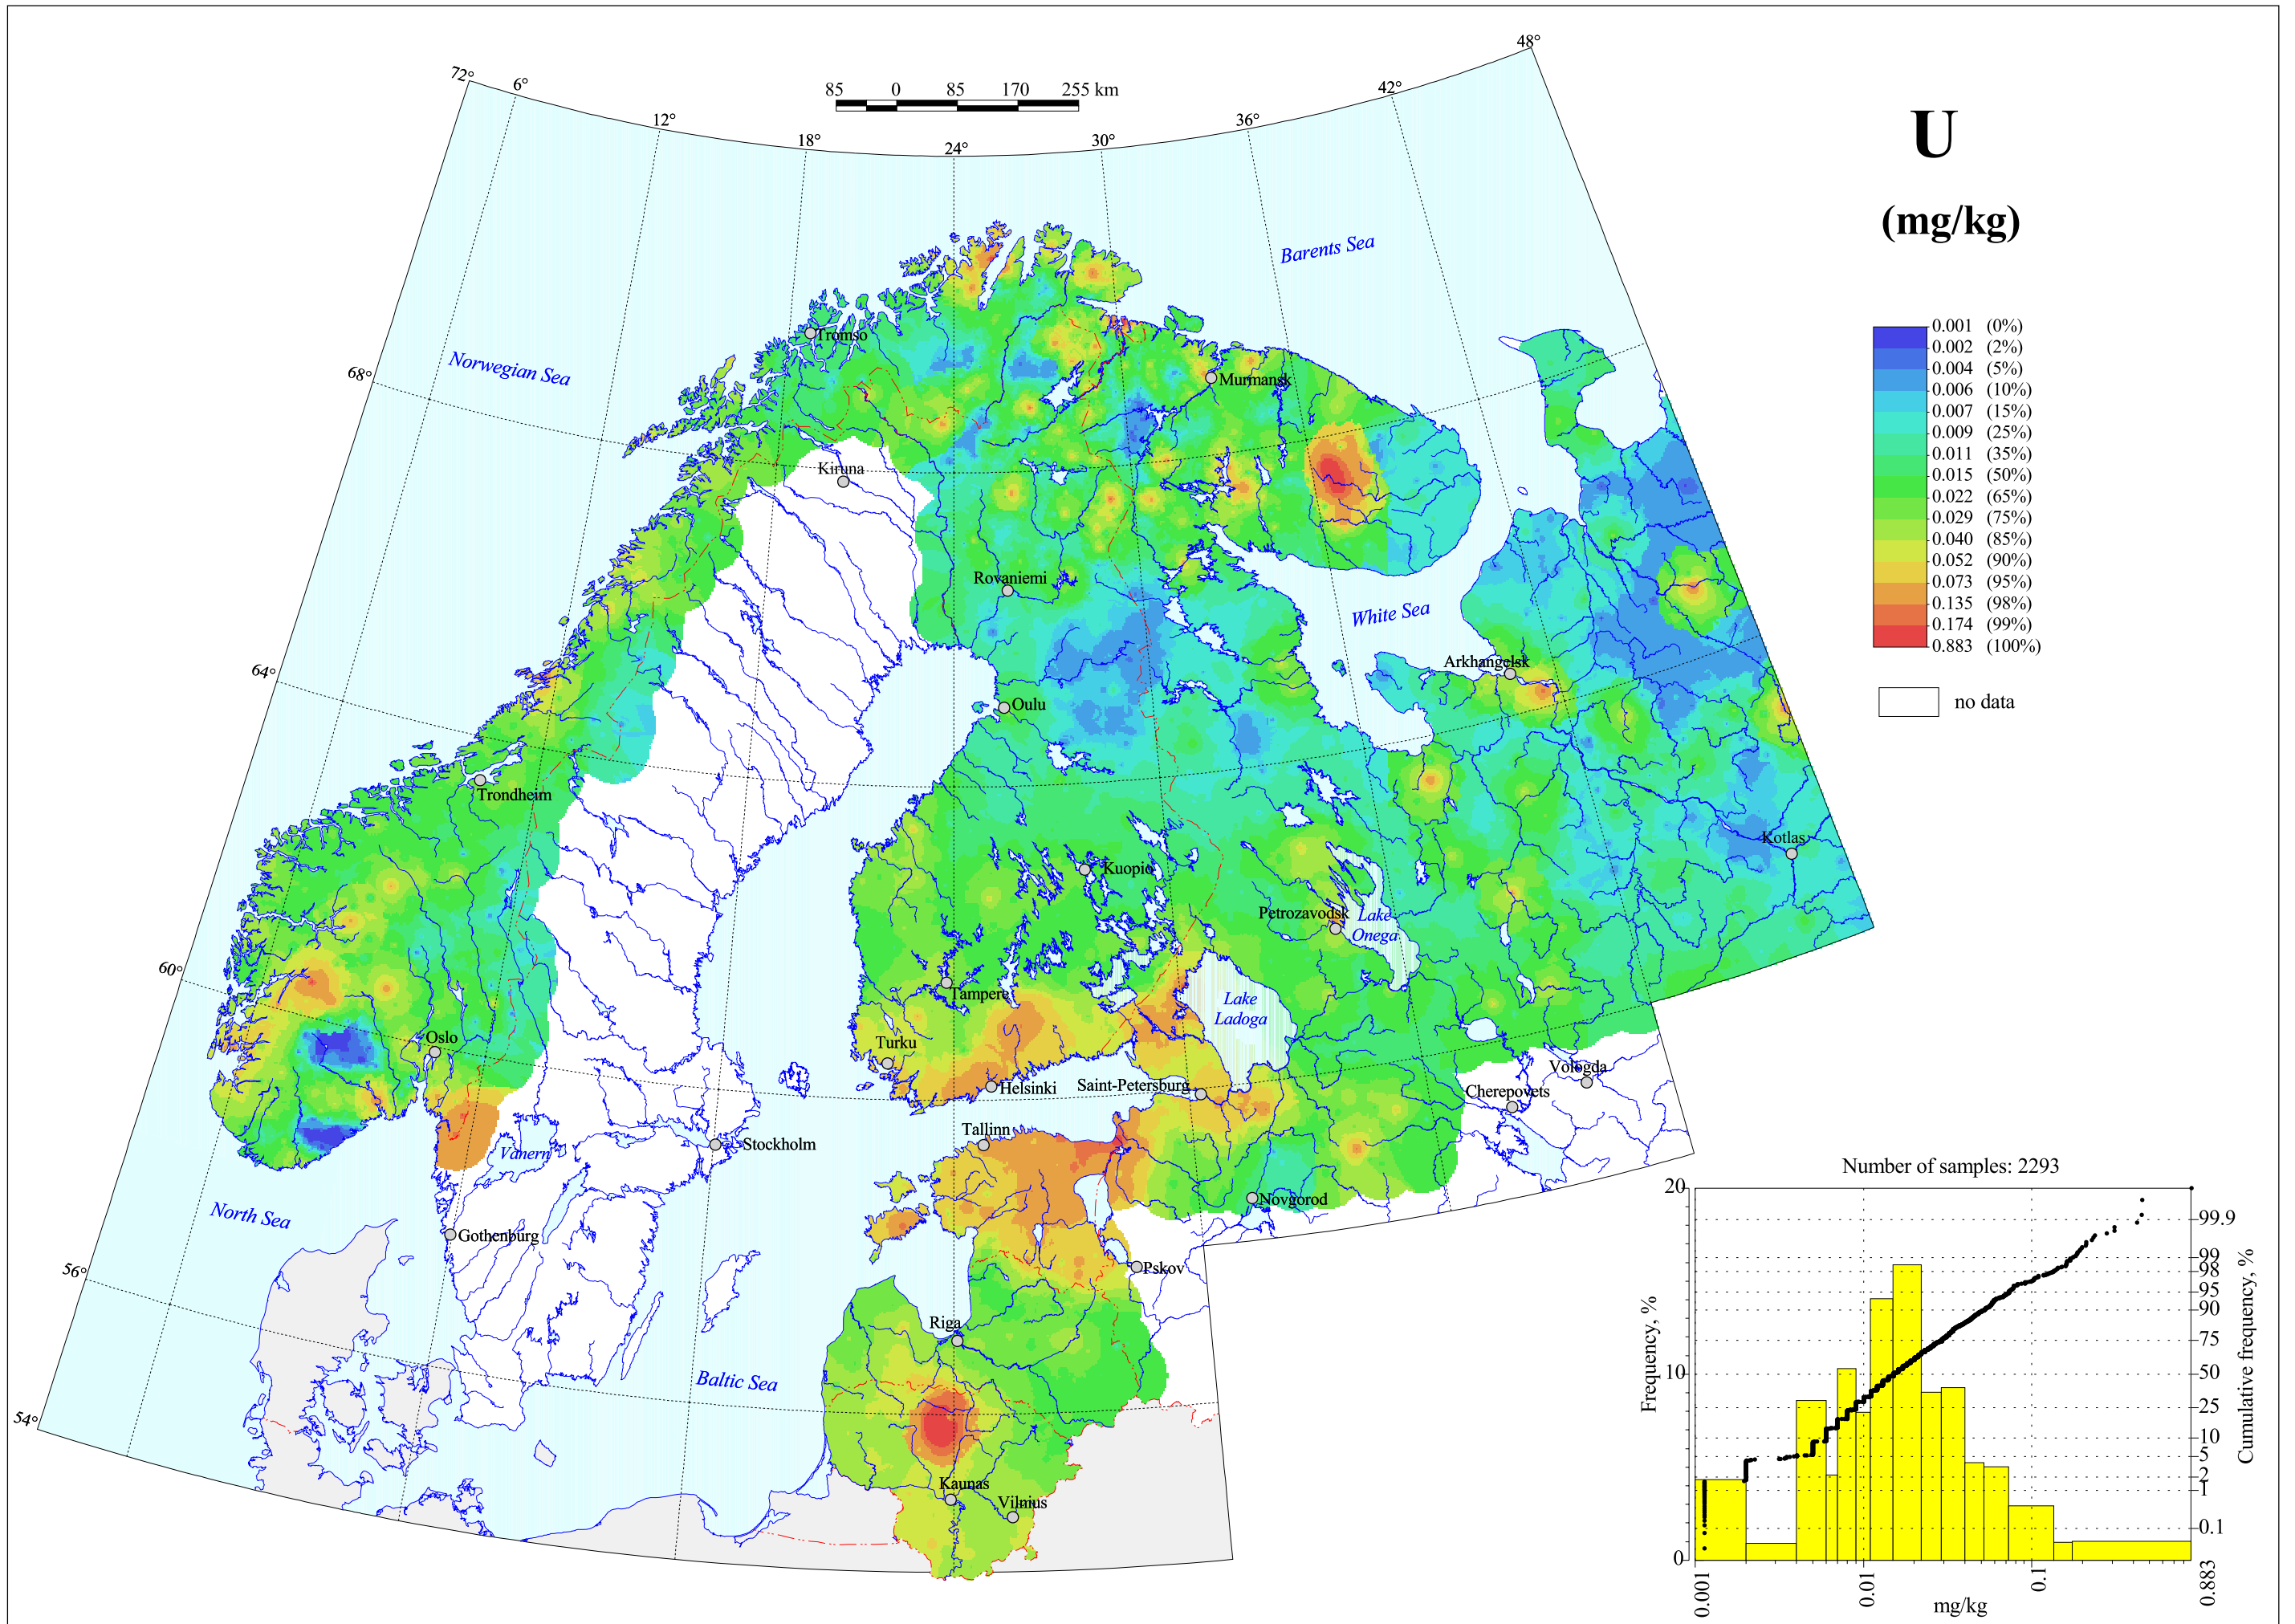 48°
72°
6°
42°
85 0 85 170 255 km
12°
36°
18°
30°
24°
U
(mg/kg)
Barents Sea
0.001 (0%)
0.002 (2%)
0.004 (5%)
0.006 (10%)
0.007 (15%)
0.009 (25%)
0.011 (35%)
0.015 (50%)
0.022 (65%)
0.029 (75%)
0.040 (85%)
0.052 (90%)
0.073 (95%)
0.135 (98%)
0.174 (99%)
0.883 (100%)
no data
Tromso
Norwegian Sea
68°
Murmansk
Kiruna
Rovaniemi
White Sea
64°
Arkhangelsk
Oulu
Trondheim
Kotlas
Kuopio
Petrozavodsk
Lake
Onega
60°
Tampere
Lake
Ladoga
Oslo
Turku
Vologda
Helsinki
Saint-Petersburg
Cherepovets
Tallinn
Stockholm
Vanern
Novgorod
North Sea
Gothenburg
Pskov
56°
Riga
Baltic Sea
54°
Kaunas
Vilnius
Number of samples: 2293
20
10
0
Frequency, %
99.9
99
98
95
90
75
50
25
10
5
2
1
0.1
Cumulative frequency, %
0.001
0.01
0.1
0.883
mg/kg